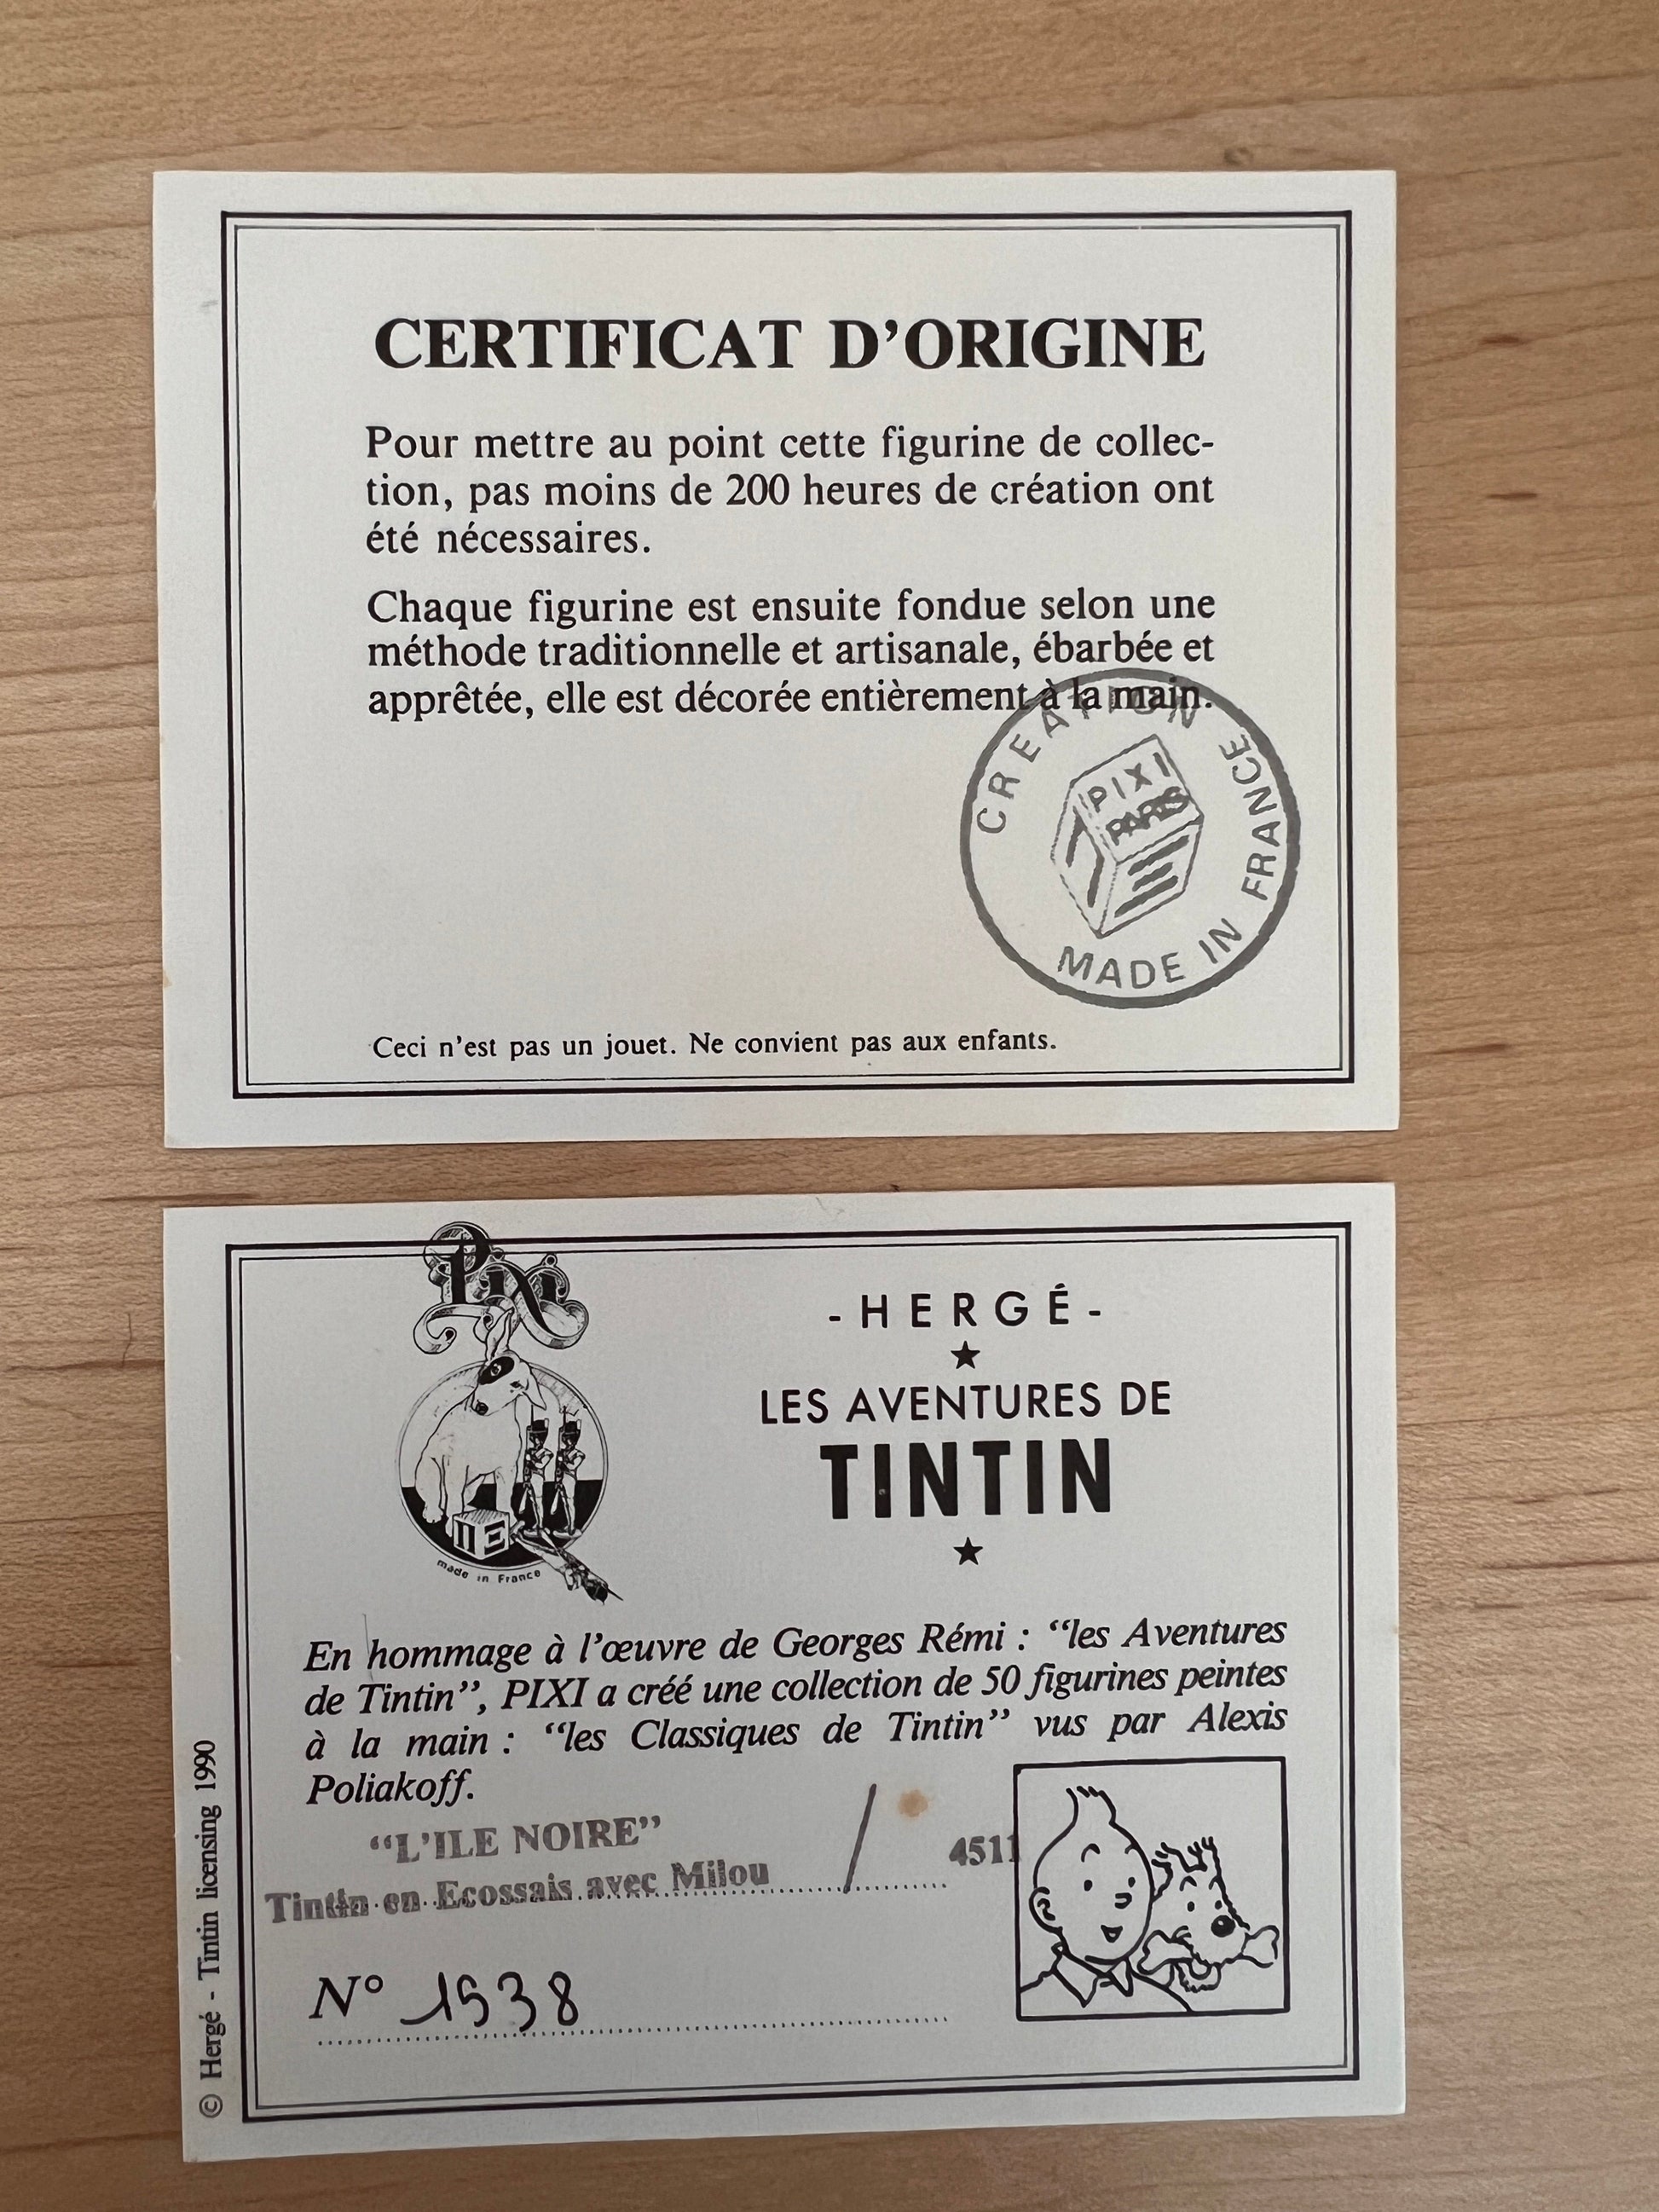 CERTIFICAT D'ORIGINE
Pour mettre au point cette figurine de collec-
tion, pas moins de 200 heures de création ont
été nécessaires.
Chaque figurine est ensuite fondue selon une
méthode traditionnelle et artisanale, ébarbée et
apprêtée, elle est décorée entièrement à la main.
CREATION
PIXI
PARIS
MADE IN FRANCE
Ceci n'est pas un jouet. Ne convient pas aux enfants.
Pixi
made in France
- HERGÉ -
LES AVENTURES DE
TINTIN
En hommage à l'œuvre de Georges Rémi : "les Aventures
de Tintin", PIXI a créé une collection de 50 figurines peintes
à la main : "les Classiques de Tintin" vus par Alexis
Poliakoff.
"L'ILE NOIRE"
Tintin en Ecossais avec Milou / 4511
N° 1538
© Hergé - Tintin licensing 1990